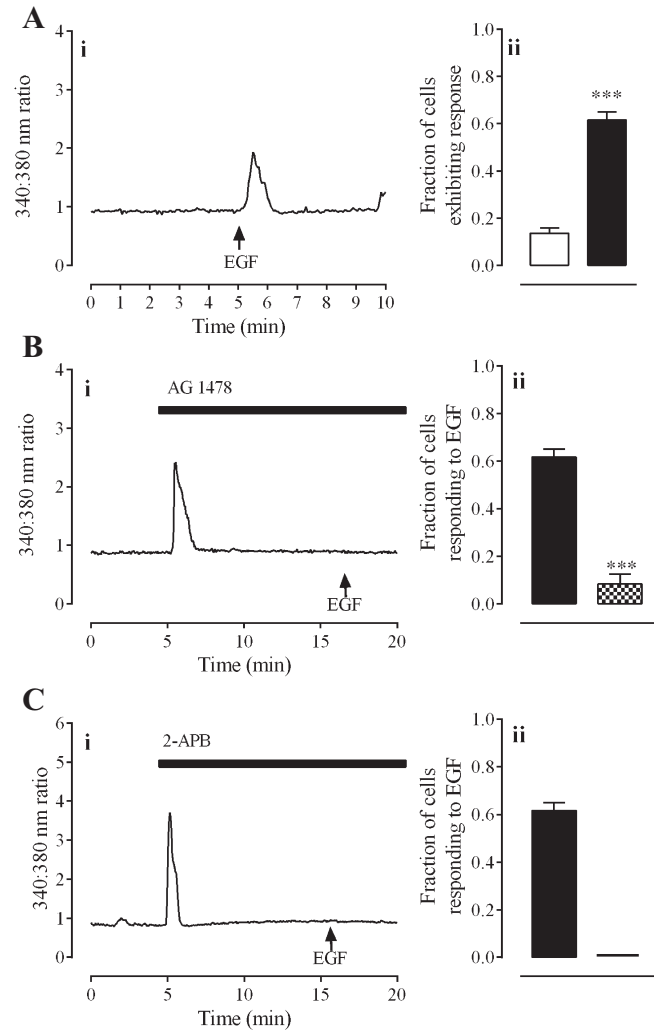 A
i
340:380 nm ratio
4
3
2
1
0
EGF
0 1 2 3 4 5 6 7 8 9 10
Time (min)
ii
Fraction of cells
exhibiting response
1.0
0.8
0.6
0.4
0.2
0.0
***
B
i
340:380 nm ratio
4
3
2
1
0
AG 1478
EGF
0 5 10 15 20
Time (min)
ii
Fraction of cells
responding to EGF
1.0
0.8
0.6
0.4
0.2
0.0
***
C
i
340:380 nm ratio
6
5
4
3
2
1
0
2-APB
EGF
0 5 10 15 20
Time (min)
ii
Fraction of cells
responding to EGF
1.0
0.8
0.6
0.4
0.2
0.0